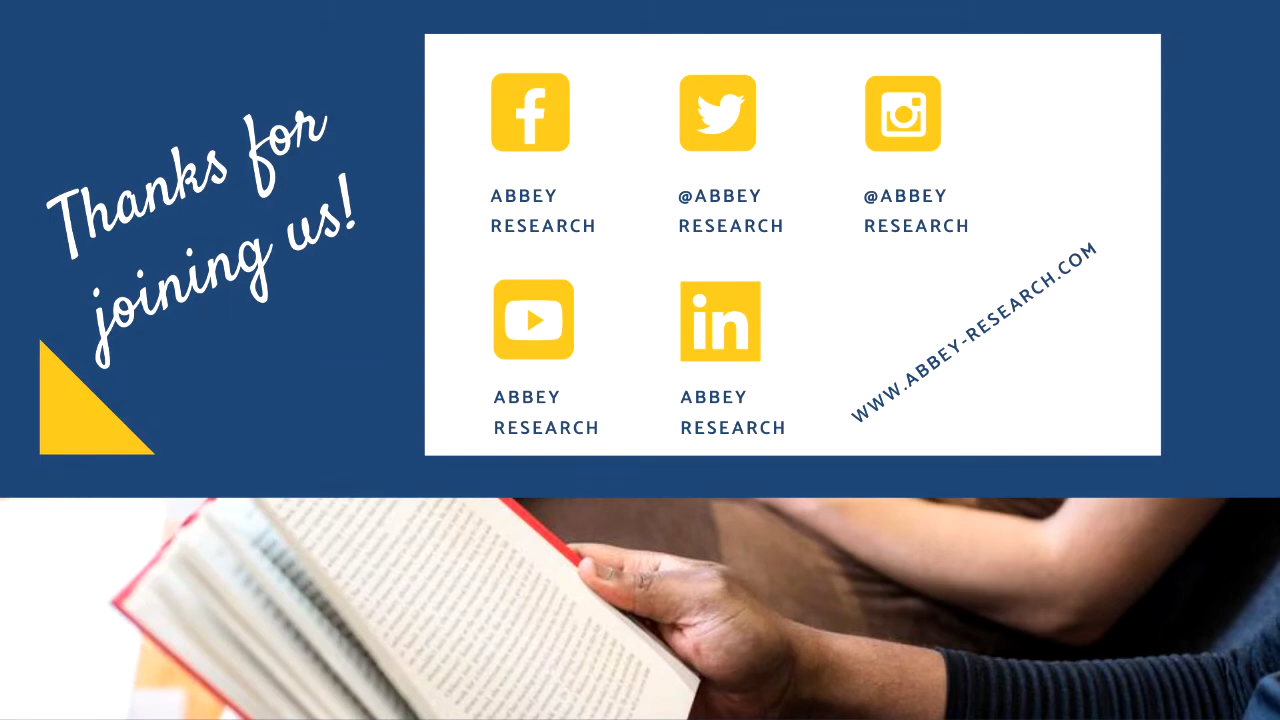 Thanks for
joining us!
ABBEY
RESEARCH
@ABBEY
RESEARCH
@ABBEY
RESEARCH
ABBEY
RESEARCH
ABBEY
RESEARCH
WWW.ABBEY-RESEARCH.COM